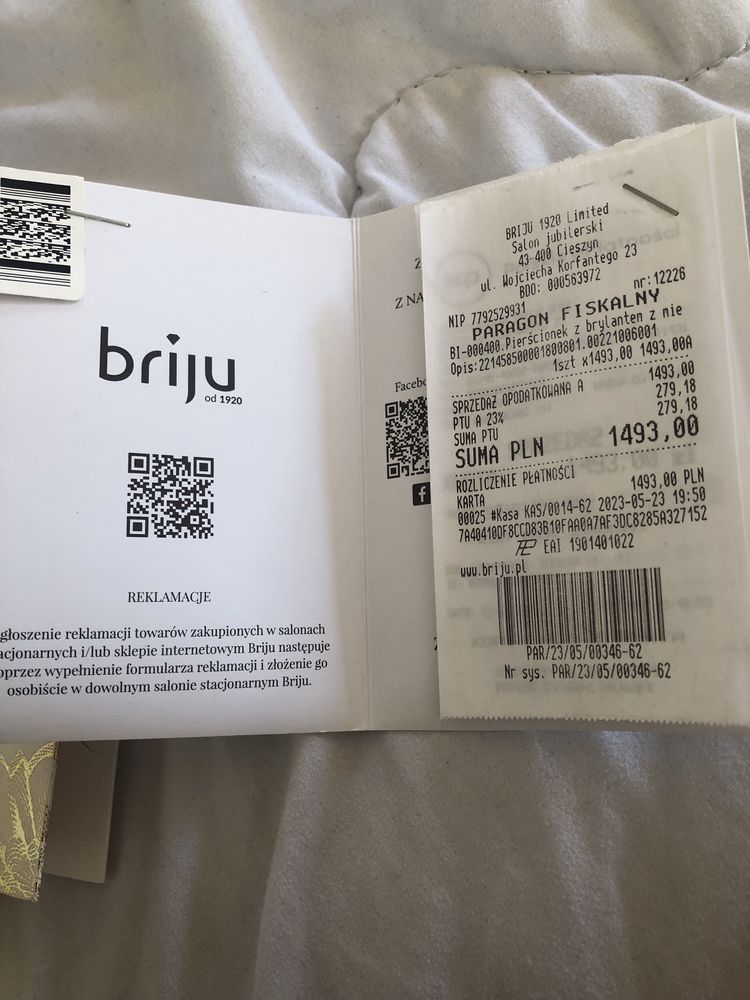 briju
od 1920
REKLAMACJE
głoszenie reklamacji towarów zakupionych w salonach
acjonarnych i/lub sklepie internetowym Briju następuje
oprzez wypełnienie formularza reklamacji i złożenie go
osobiście w dowolnym salonie stacjonarnym Briju.
Z NA
Facebo
BRIJU 1920 Limited
Salon jubilerski
43-400 Cieszyn
ul. Wojciecha Korfantego 23
BDO: 000563972
NIP 7792529931 nr:12226
PARAGON FISKALNY
BI-000400.Pierścionek z brylantem z nie
Opis:221458500001800801.00221006001
1szt x1493,00 1493,00A
SPRZEDAŻ OPODATKOWANA A 1493,00
PTU A 23% 279,18
SUMA PTU 279,18
SUMA PLN 1493,00
ROZLICZENIE PŁATNOŚCI
KARTA 1493,00 PLN
00025 #Kasa KAS/0014-62 2023-05-23 19:50
7A40410DF8CCD83B10FAA0A7AF3DC8285A327152
EAI 1901401022
www.briju.pl
PAR/23/05/00346-62
Nr sys. PAR/23/05/00346-62